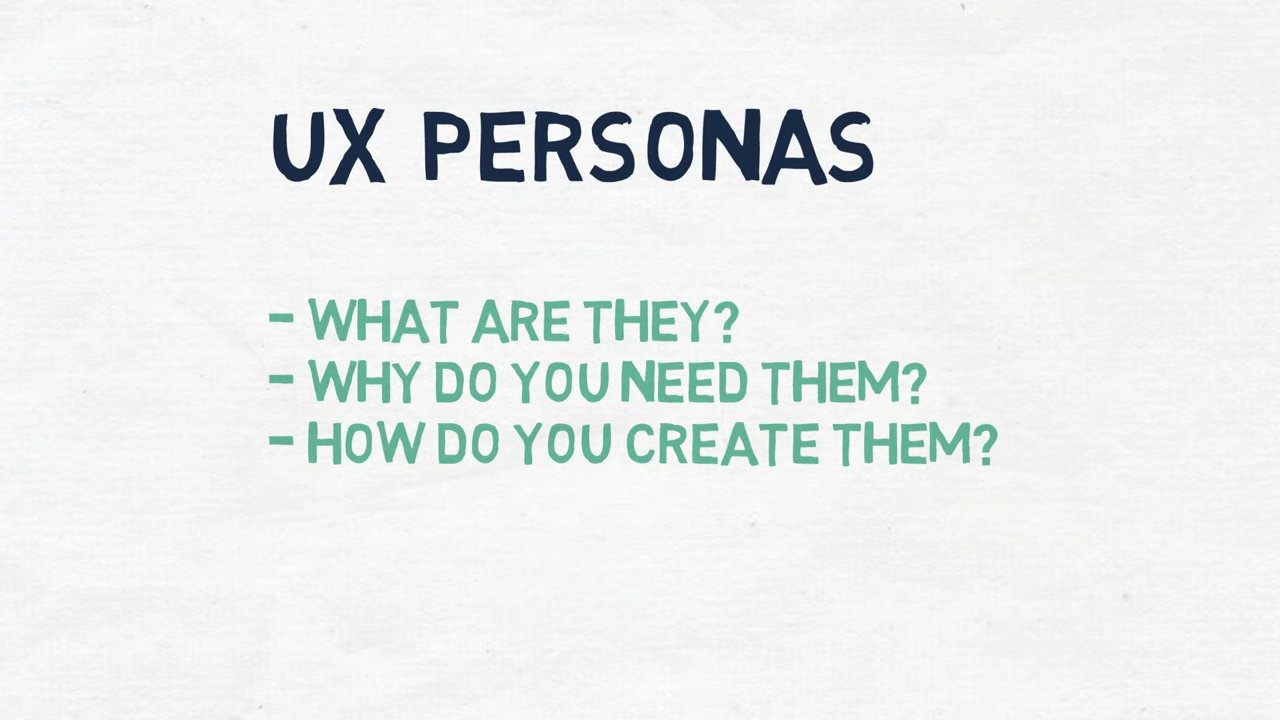 UX PERSONAS
- WHAT ARE THEY?
- WHY DO YOU NEED THEM?
- HOW DO YOU CREATE THEM?